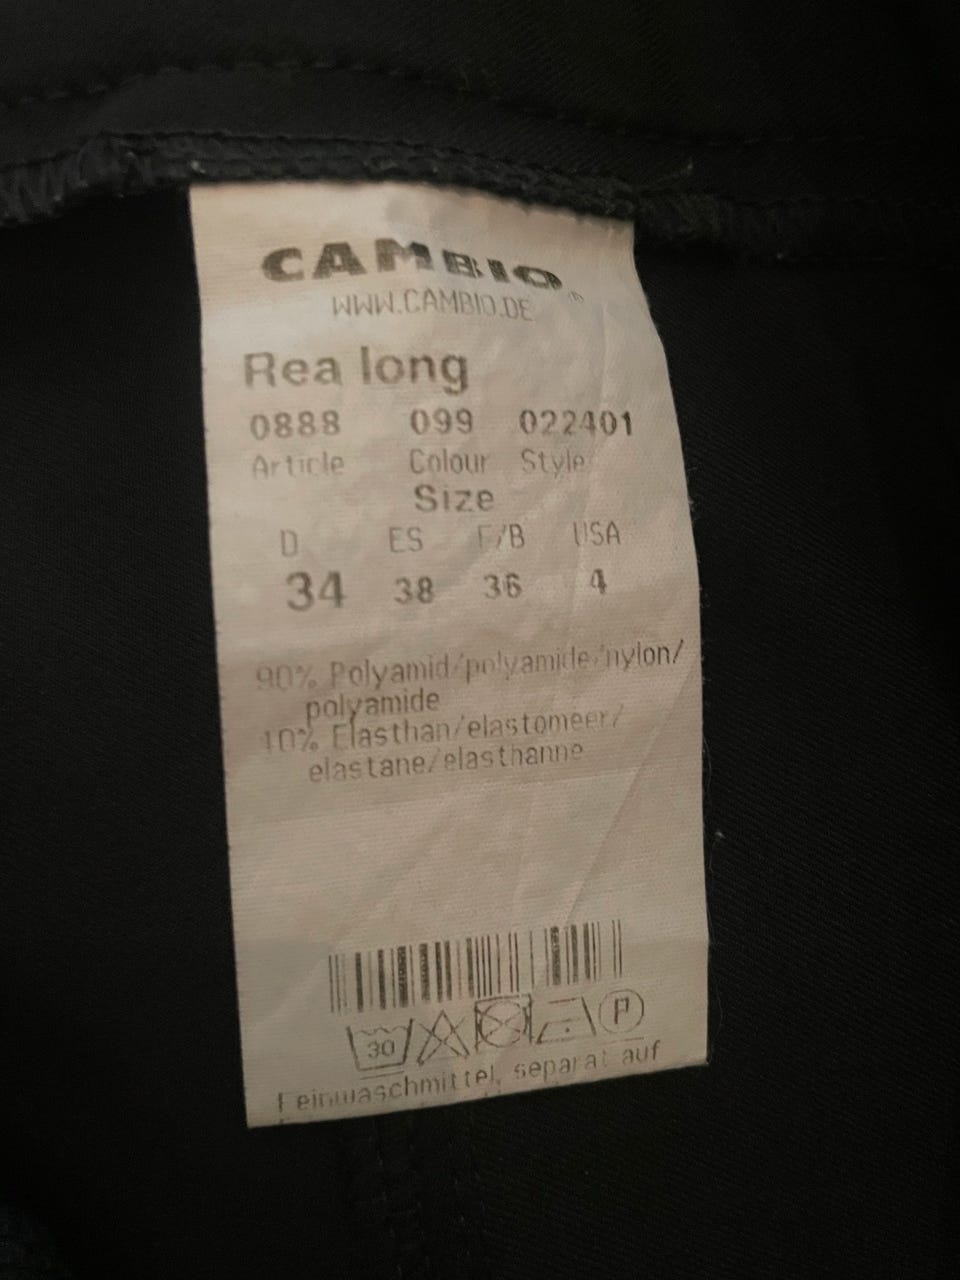 CAMBIO®
WWW.CAMBIO.DE
Rea long
0888 099 022401
Article Colour Style
Size
D ES F/B USA
34 38 36 4
90% Polyamid/polyamide/nylon/
polyamide
10% Elasthan/elastomeer/
elastane/elasthanne
30 P
Feinwaschmittel, separat auf